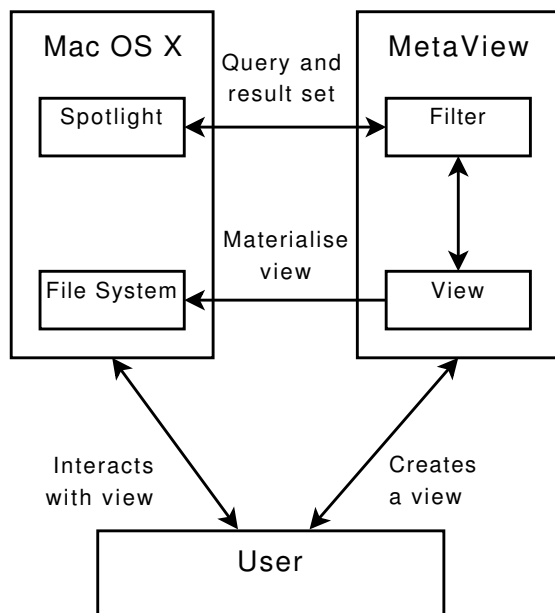 Mac OS X
MetaView
Query and
result set
Spotlight
Filter
Materialise
view
File System
View
Interacts
with view
Creates
a view
User